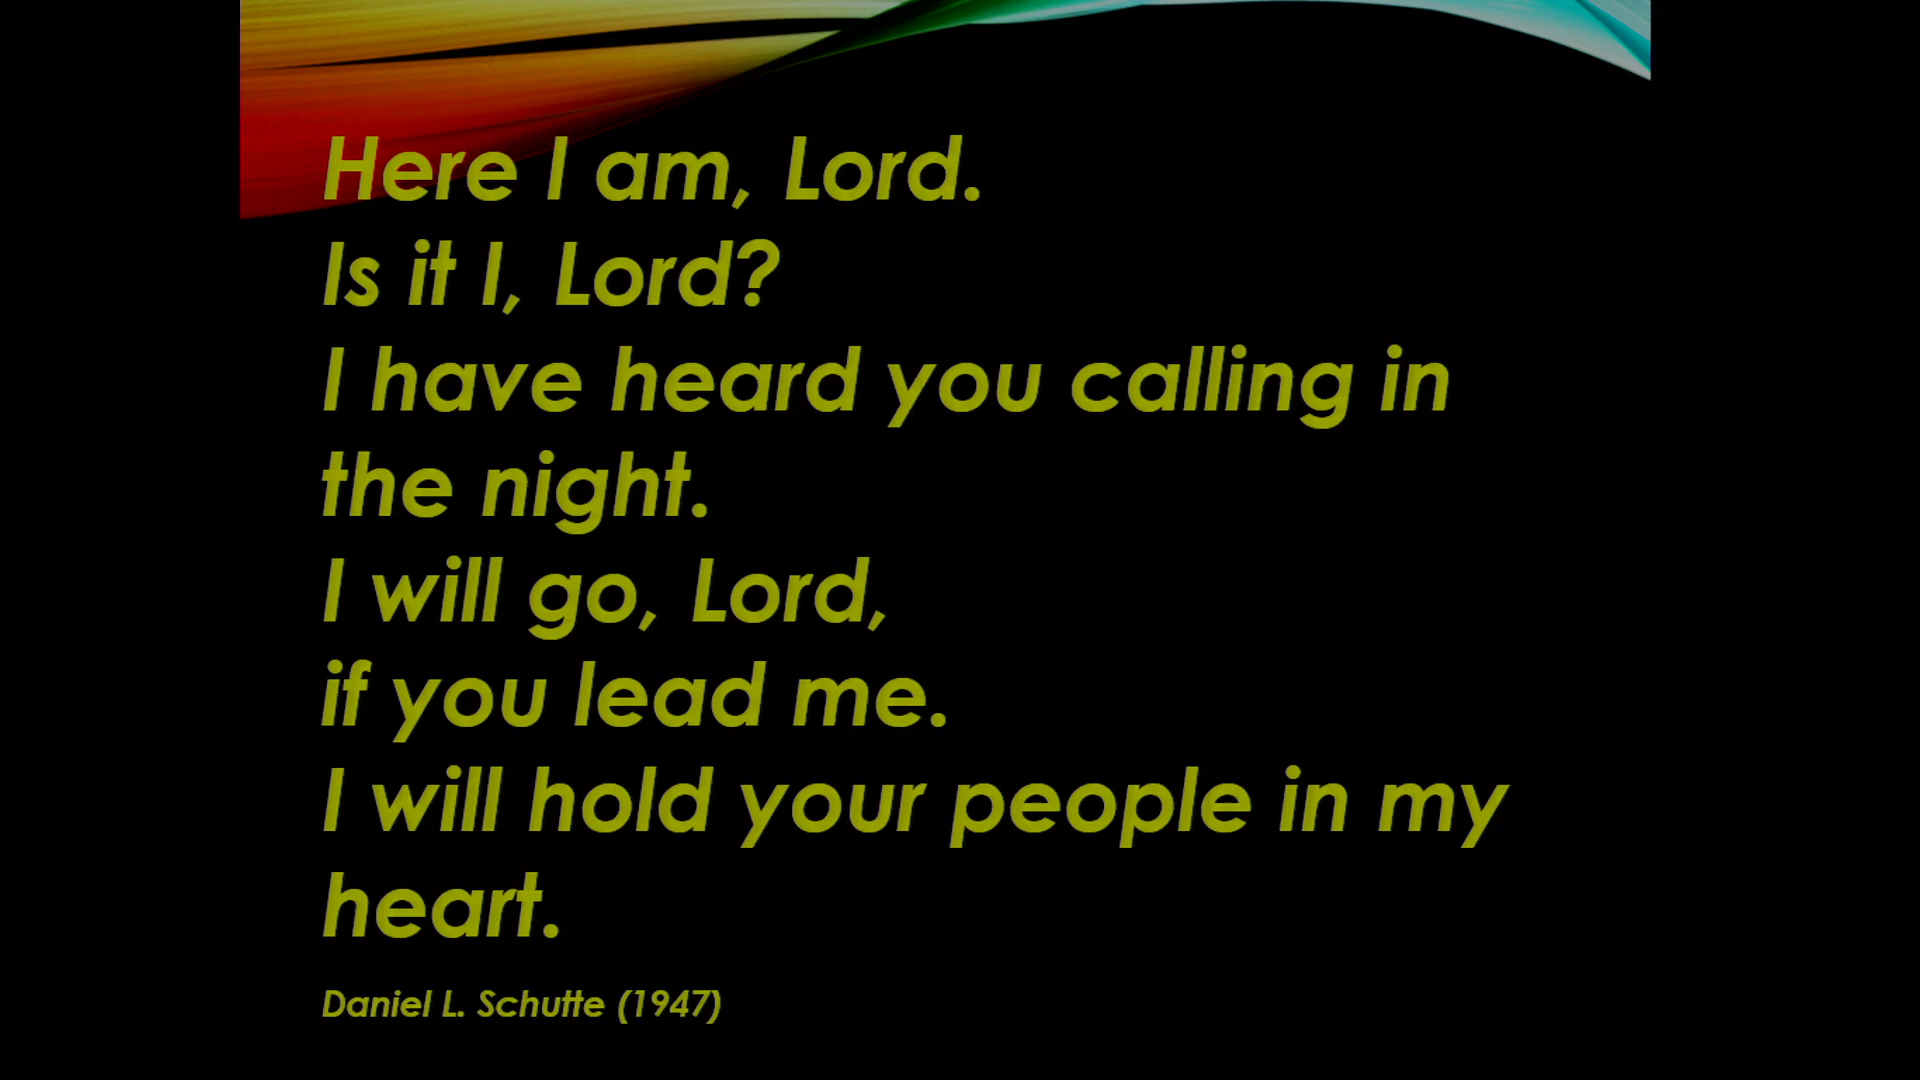 Here I am, Lord.
Is it I, Lord?
I have heard you calling in
the night.
I will go, Lord,
if you lead me.
I will hold your people in my
heart.
Daniel L. Schutte (1947)